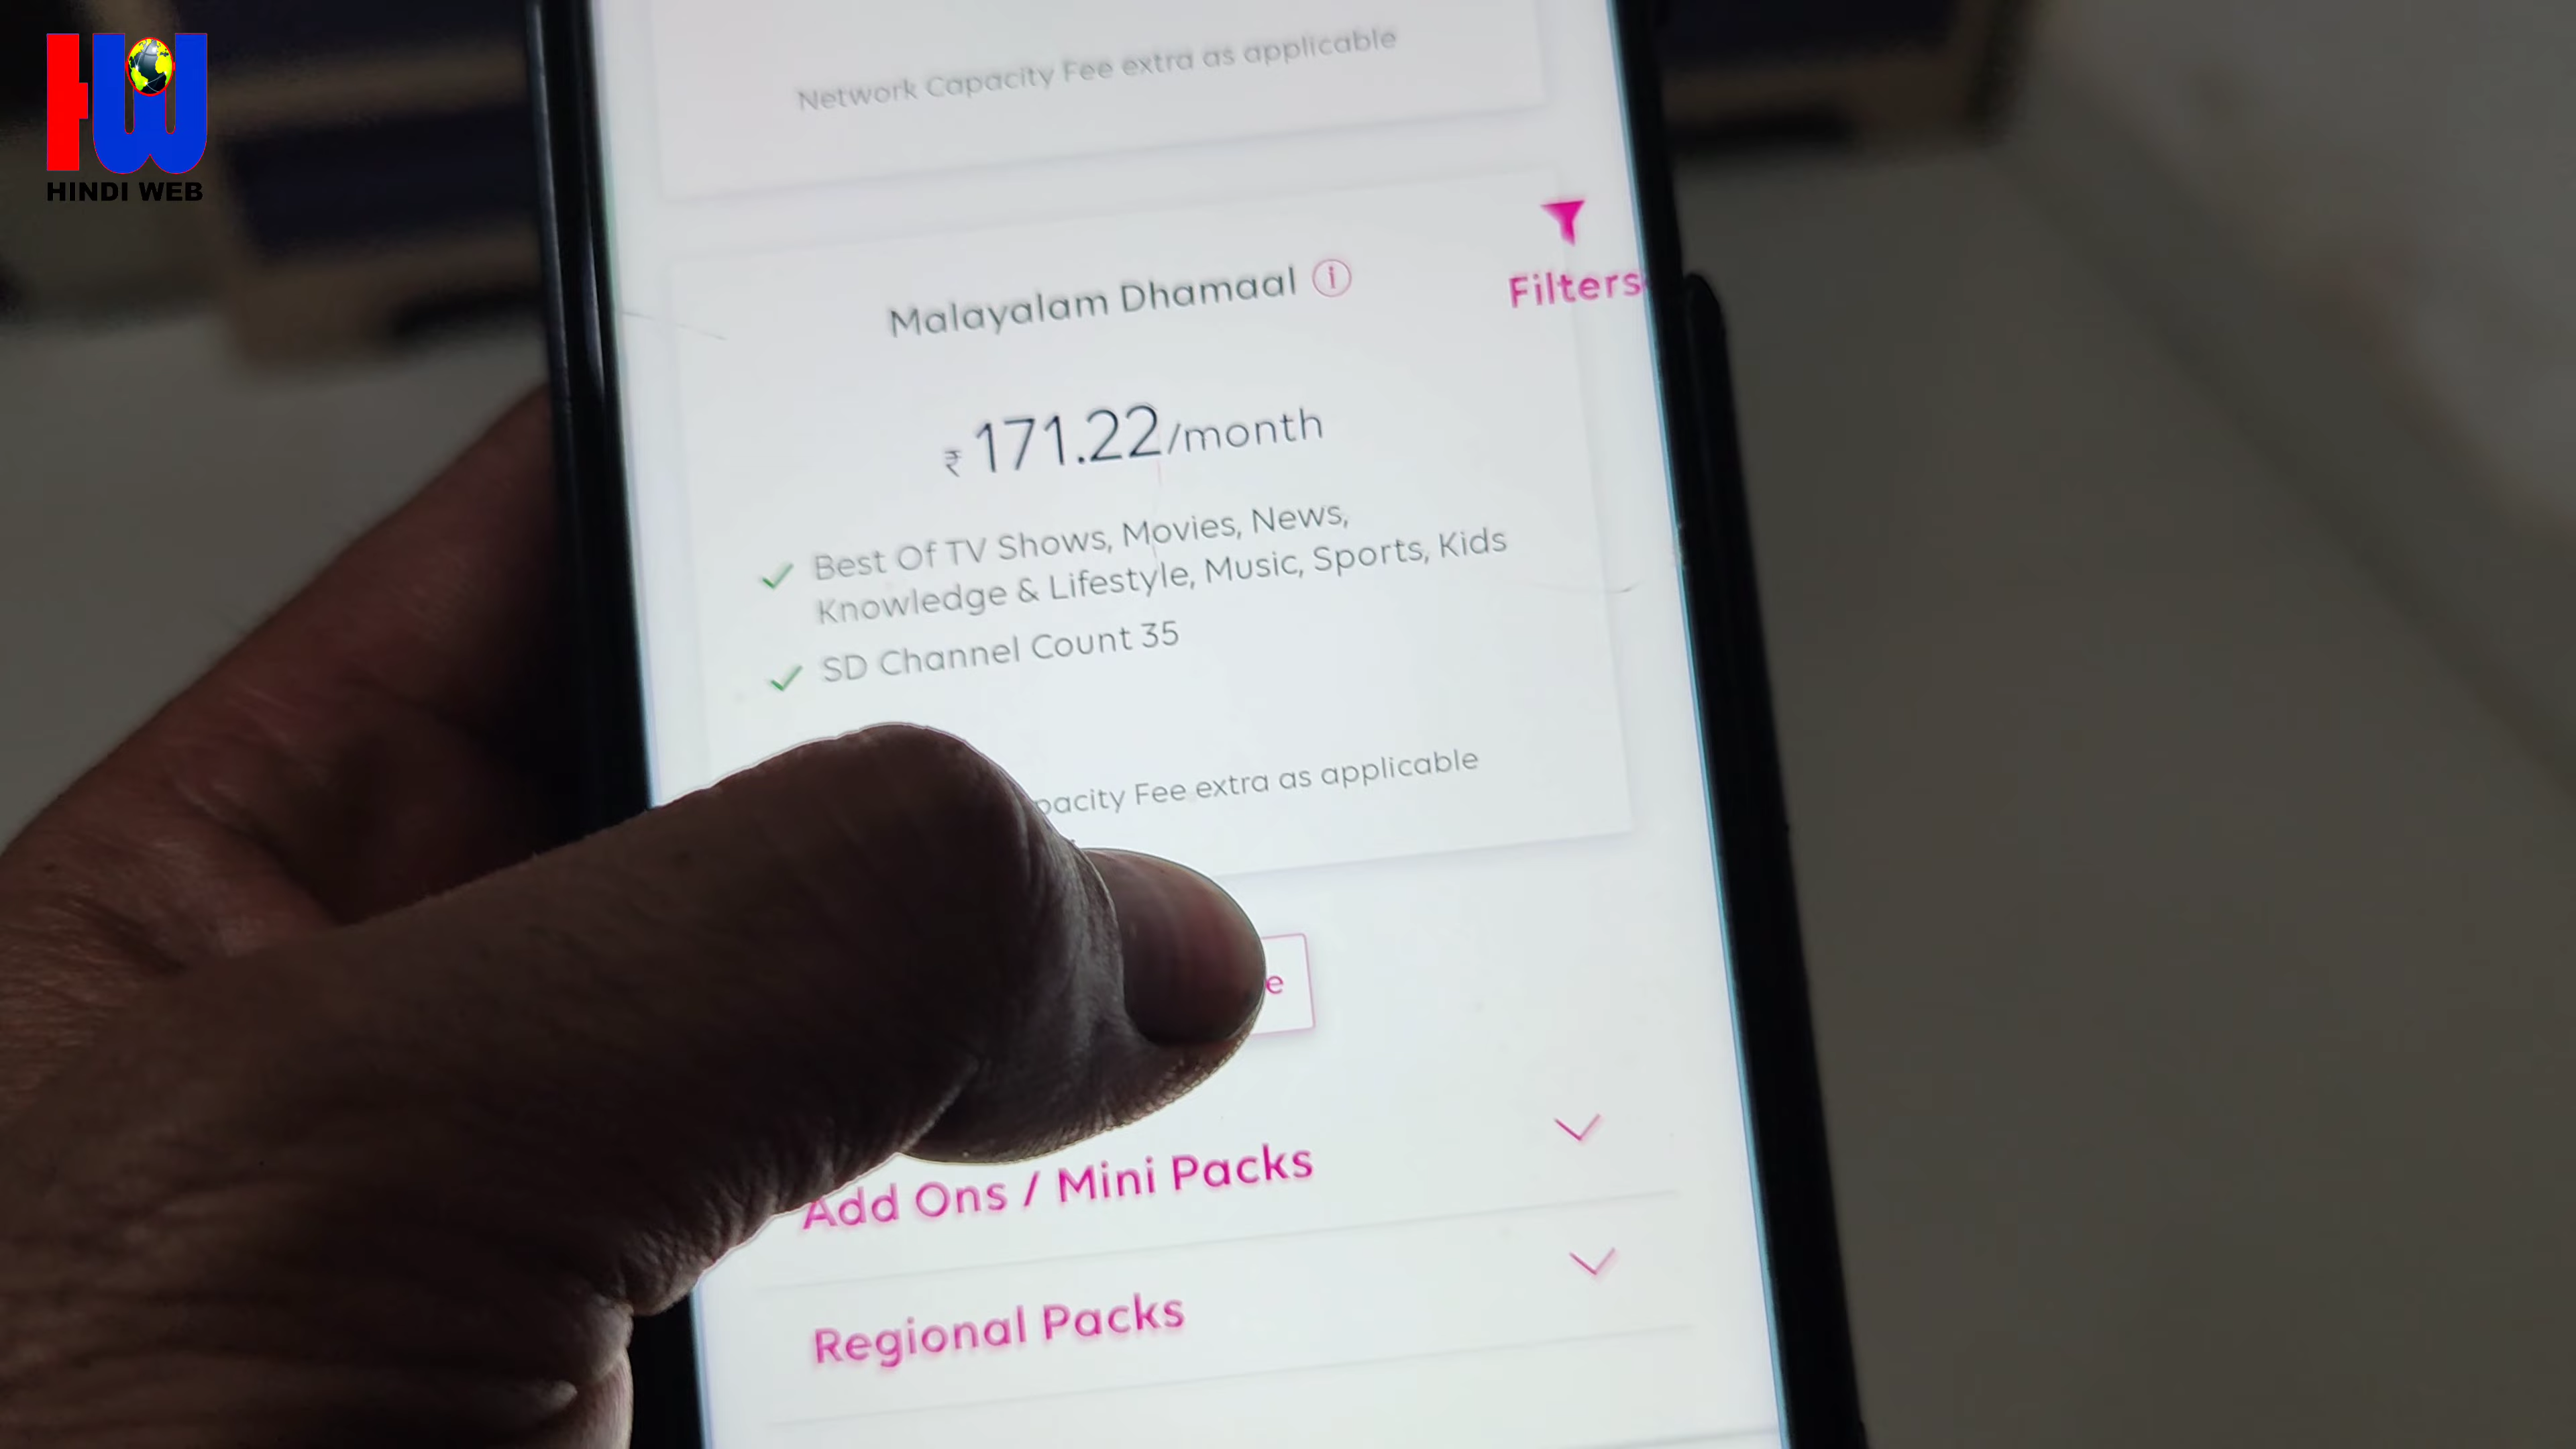 HW
HINDI WEB
Network Capacity Fee extra as applicable
Filters
Malayalam Dhamaal i
₹ 171.22/month
Best Of TV Shows, Movies, News,
Knowledge & Lifestyle, Music, Sports, Kids
SD Channel Count 35
pacity Fee extra as applicable
e
Add Ons / Mini Packs
Regional Packs